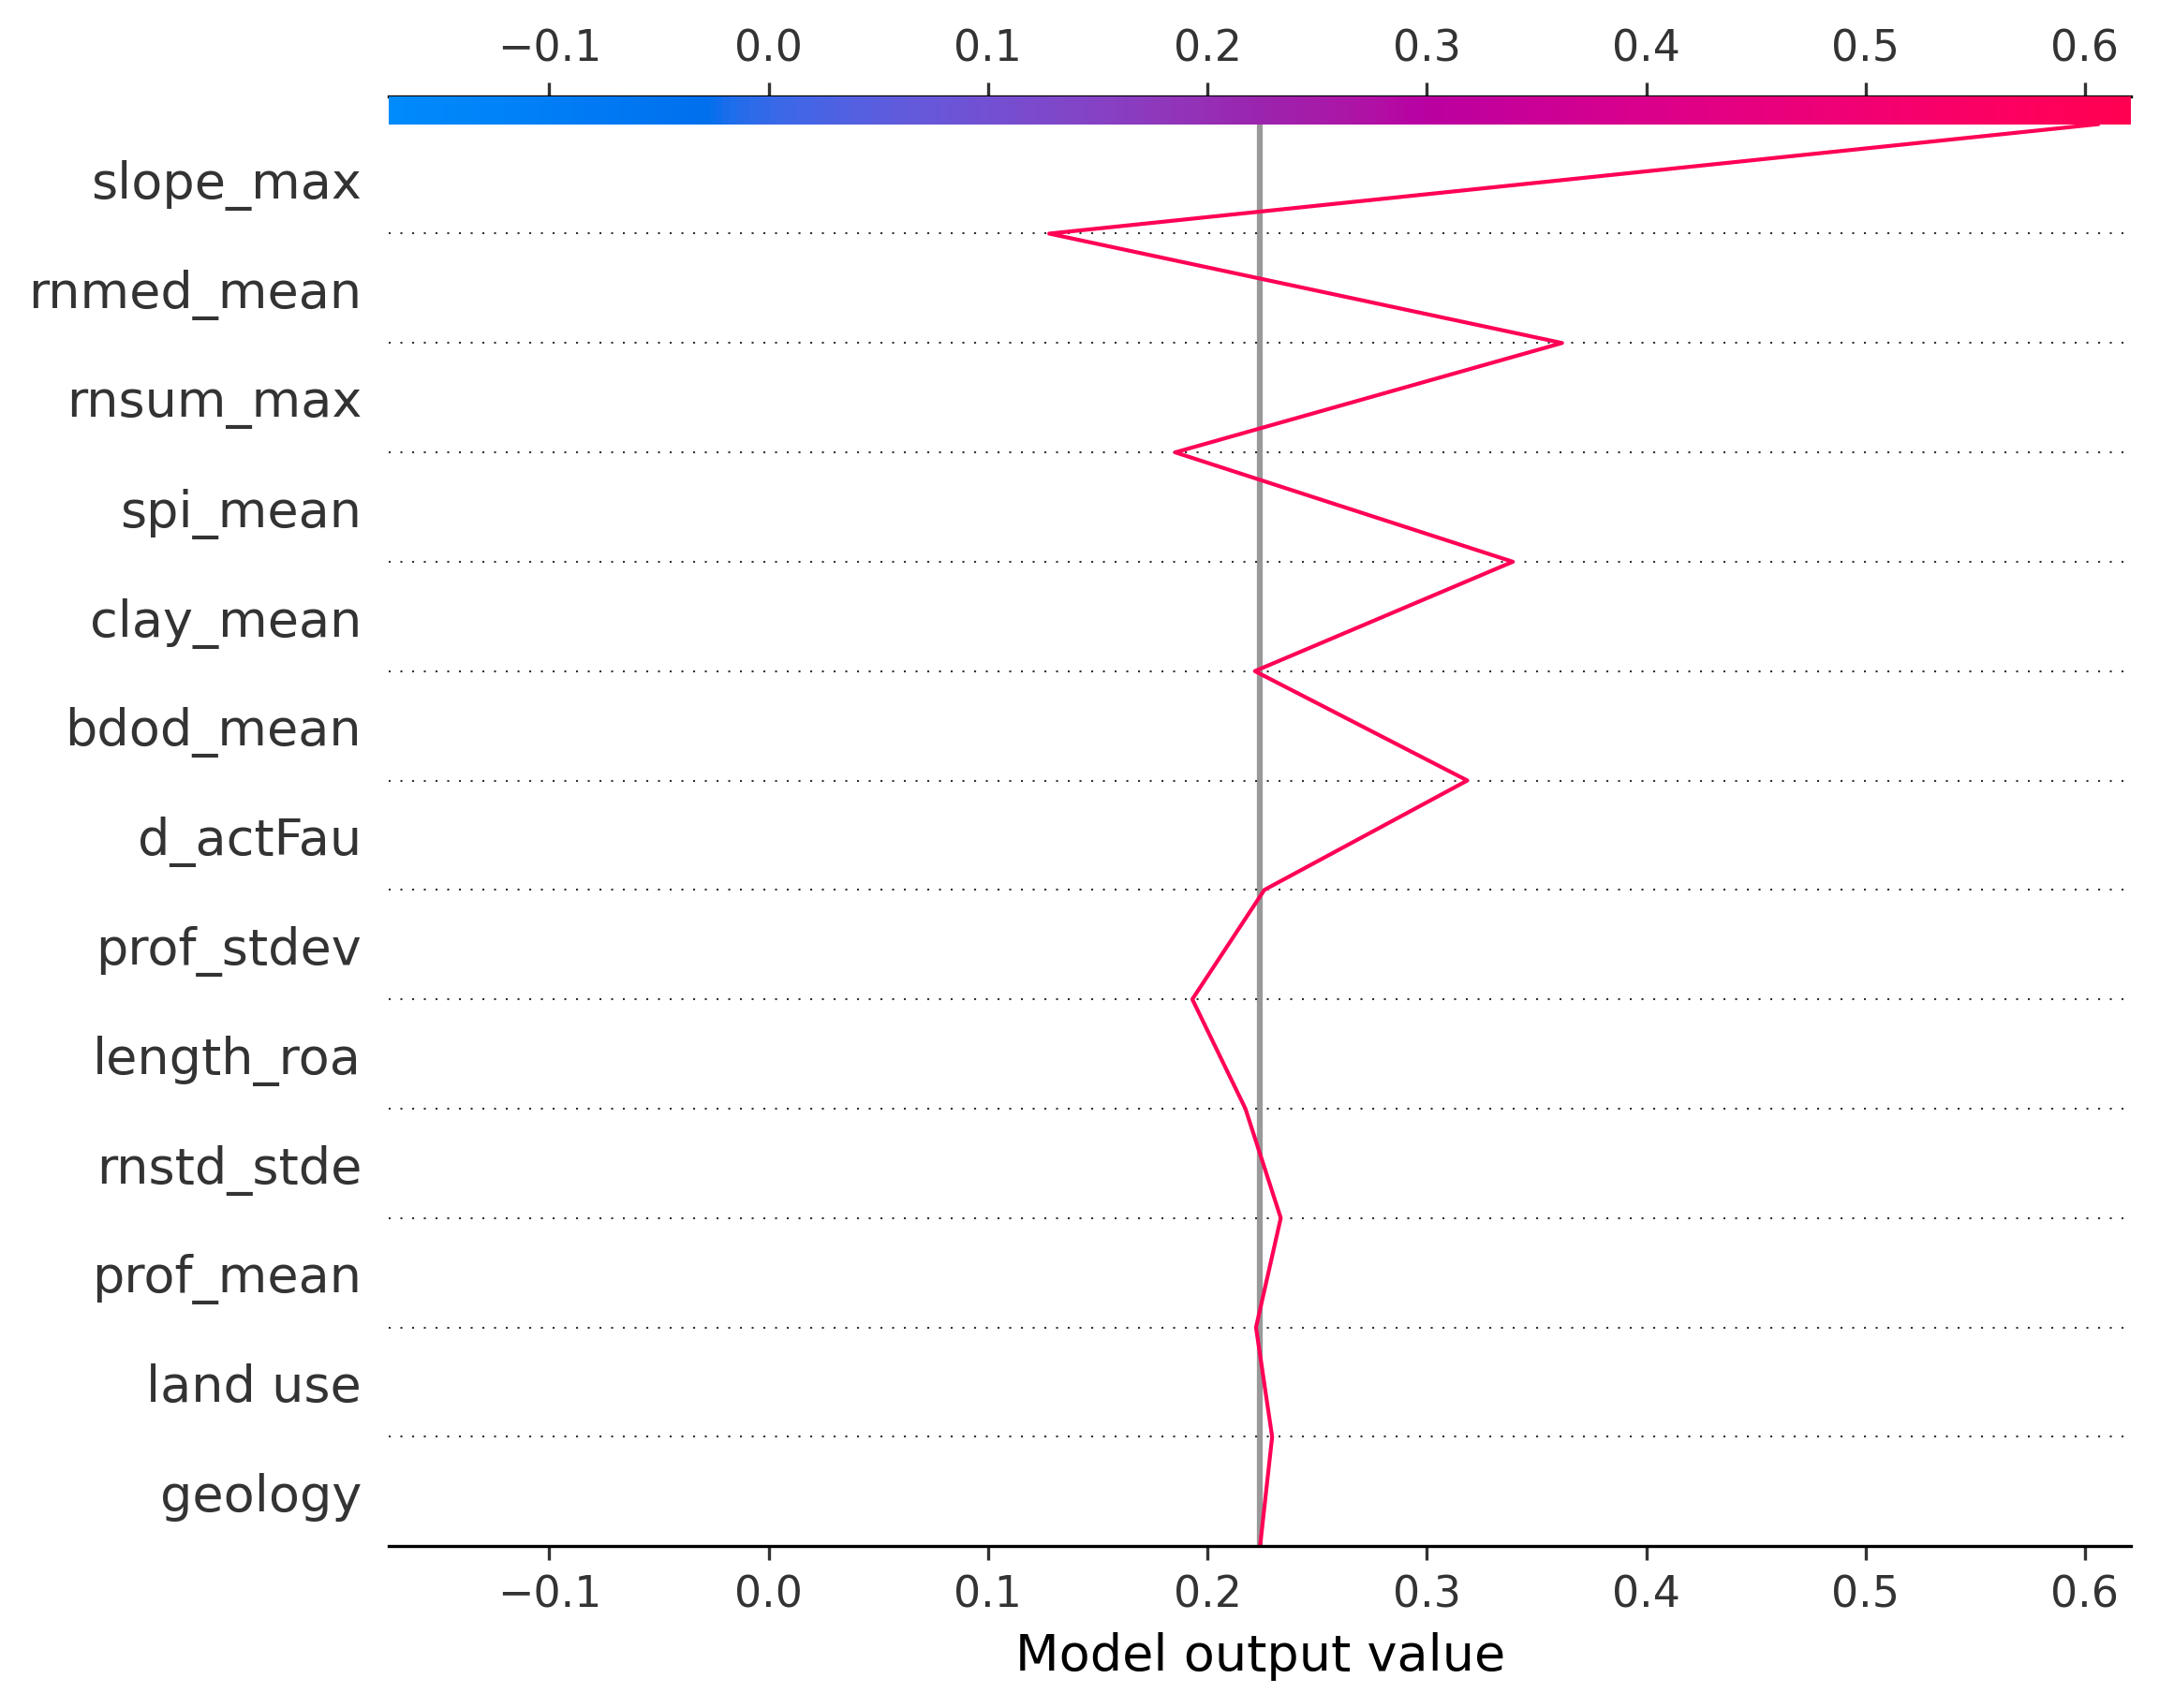 −0.1 0.0 0.1 0.2 0.3 0.4 0.5 0.6
slope_max
rnmed_mean
rnsum_max
spi_mean
clay_mean
bdod_mean
d_actFau
prof_stdev
length_roa
rnstd_stde
prof_mean
land use
geology
−0.1 0.0 0.1 0.2 0.3 0.4 0.5 0.6
Model output value